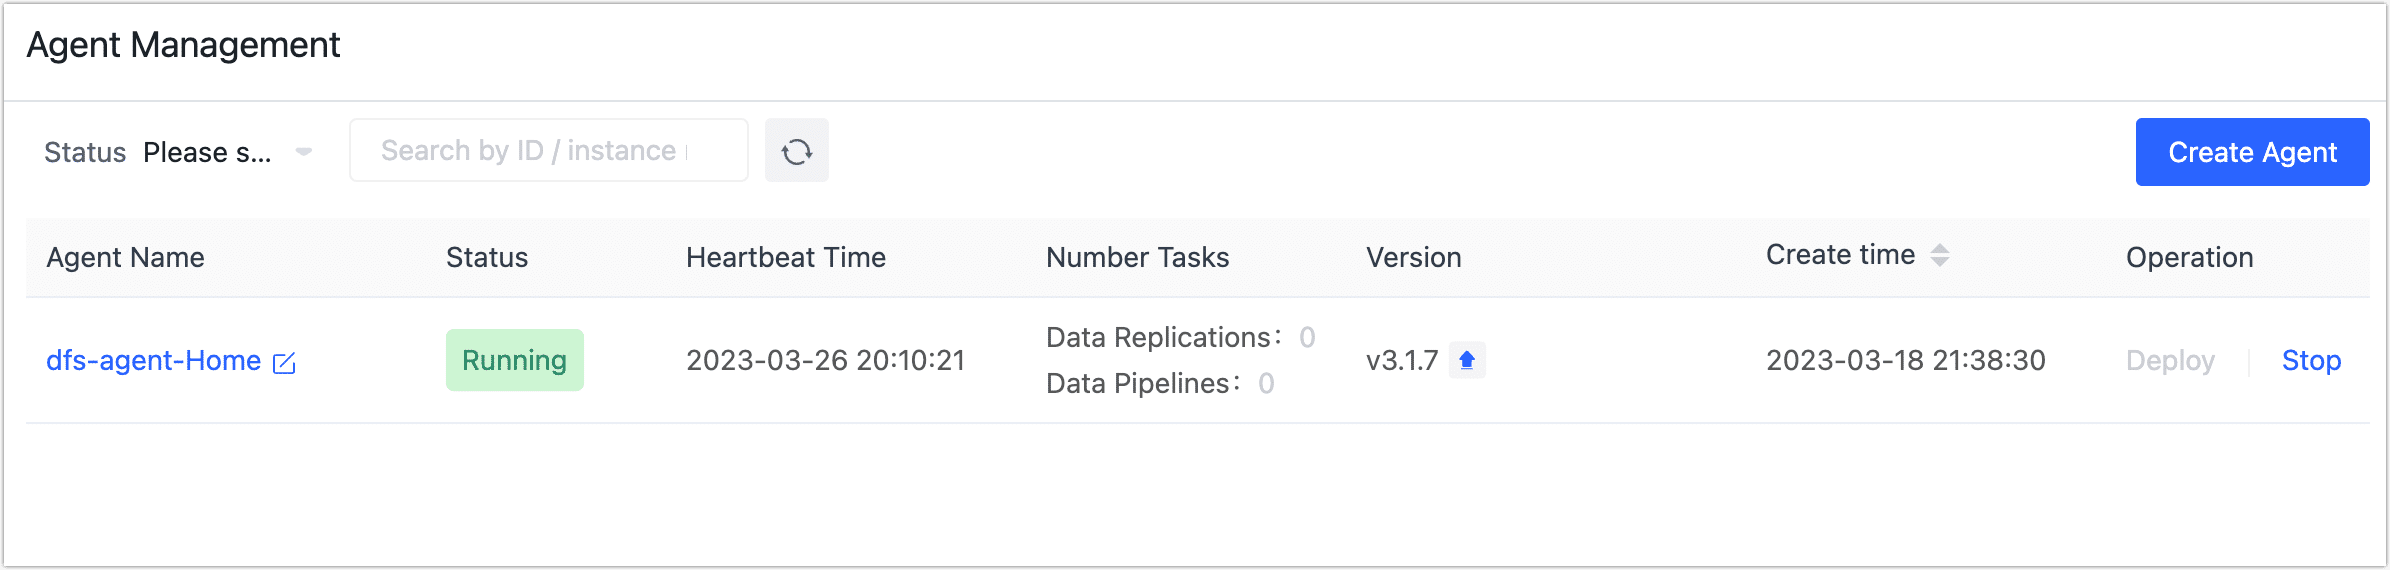 Agent Management
Status Please s... Search by ID / instance Create Agent
Agent Name Status Heartbeat Time Number Tasks Version Create time Operation
dfs-agent-Home Running 2023-03-26 20:10:21 Data Replications: 0 v3.1.7 2023-03-18 21:38:30 Deploy Stop
Data Pipelines: 0